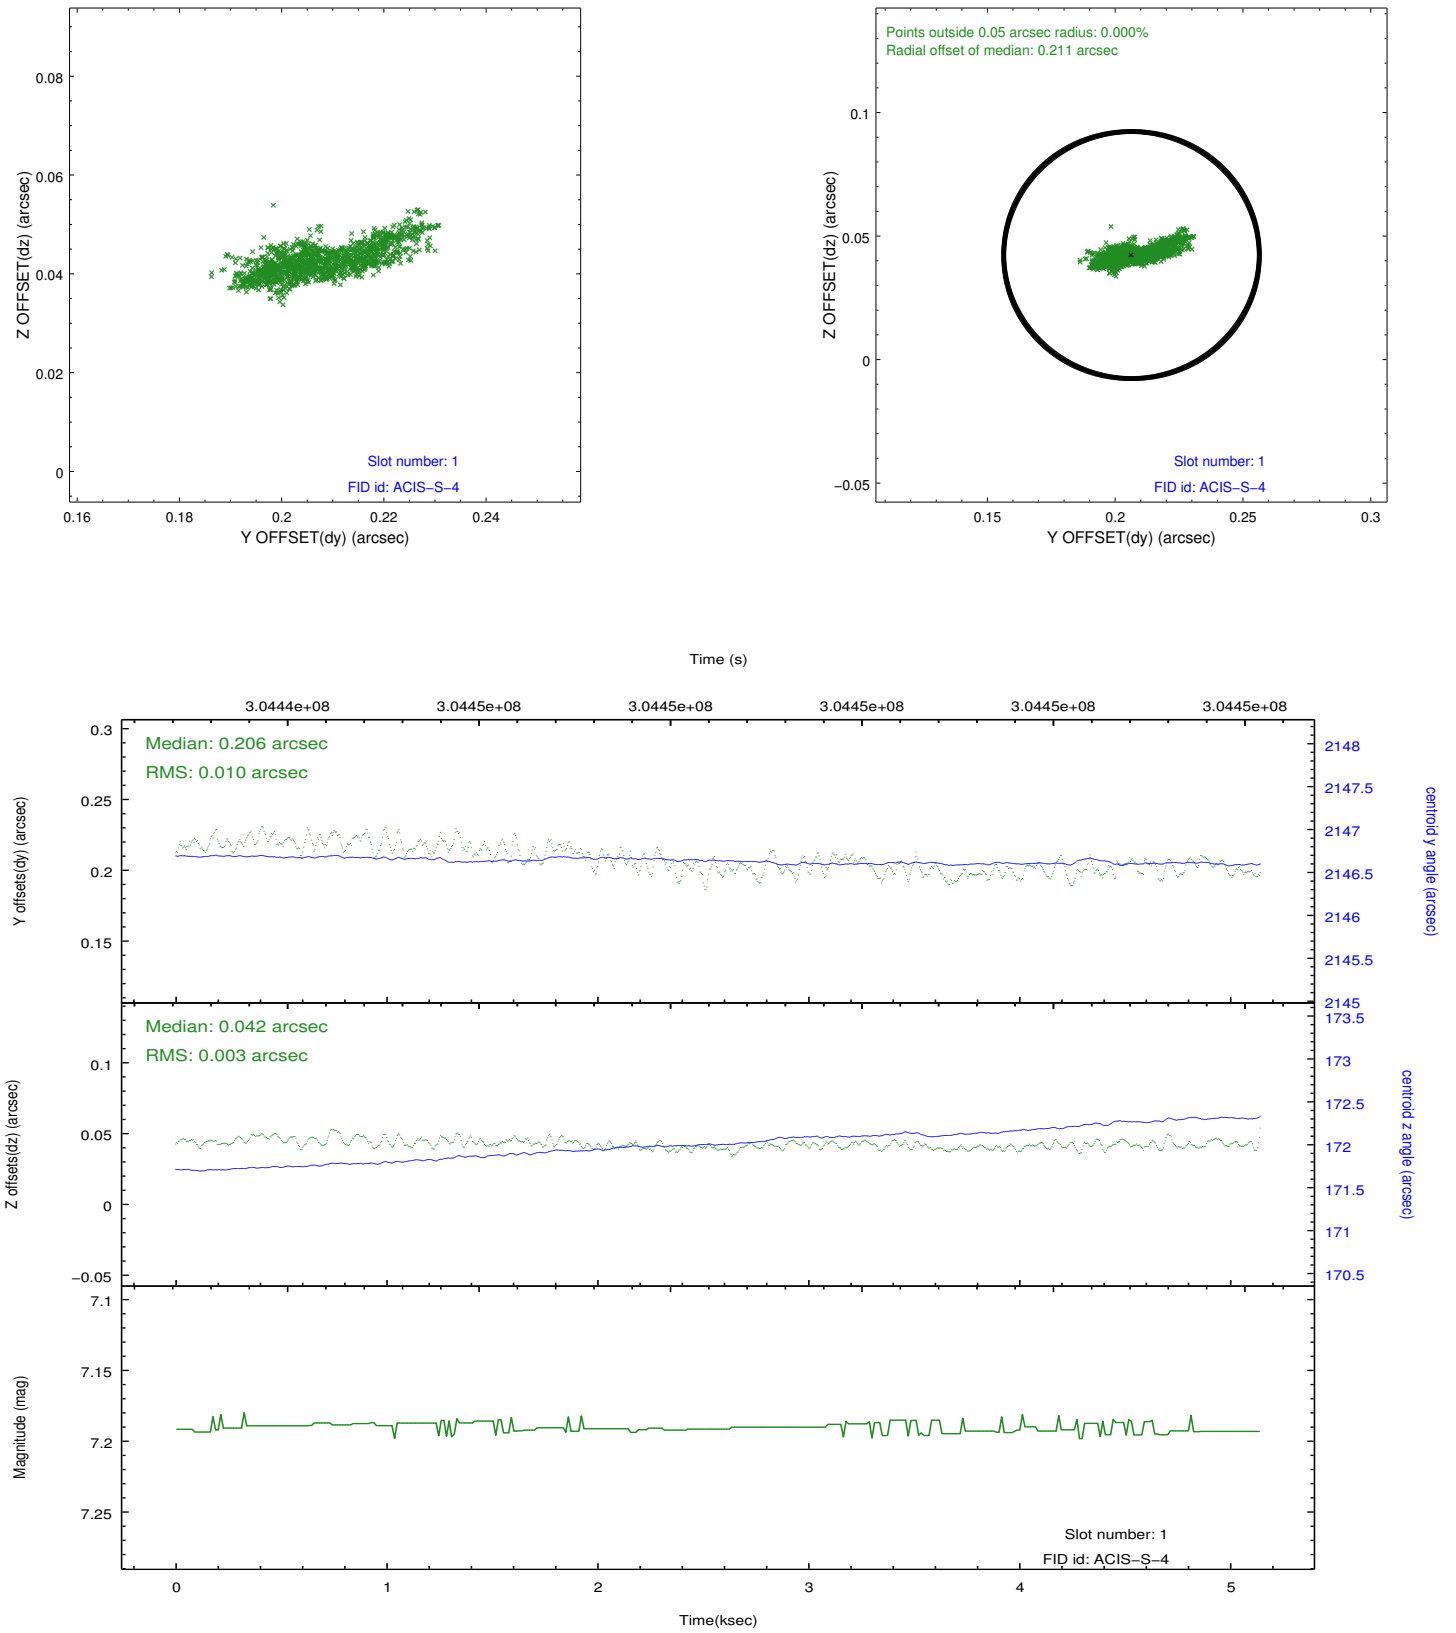 0.08
0.06
0.04
0.02
0
0.16 0.18 0.2 0.22 0.24
Z OFFSET(dz) (arcsec)
Y OFFSET(dy) (arcsec)
Slot number: 1
FID id: ACIS−S−4
Points outside 0.05 arcsec radius: 0.000%
Radial offset of median: 0.211 arcsec
0.1
0.05
0
−0.05
0.15 0.2 0.25 0.3
Z OFFSET(dz) (arcsec)
Y OFFSET(dy) (arcsec)
Slot number: 1
FID id: ACIS−S−4
Time (s)
3.0444e+08 3.0445e+08 3.0445e+08 3.0445e+08 3.0445e+08 3.0445e+08
Median: 0.206 arcsec
RMS: 0.010 arcsec
0.3
0.25
0.2
0.15
Y offsets(dy) (arcsec)
2148
2147.5
2147
2146.5
2146
2145.5
2145
centroid y angle (arcsec)
Median: 0.042 arcsec
RMS: 0.003 arcsec
0.1
0.05
0
−0.05
Z offsets(dz) (arcsec)
173.5
173
172.5
172
171.5
171
170.5
centroid z angle (arcsec)
7.1
7.15
7.2
7.25
Magnitude (mag)
Slot number: 1
FID id: ACIS−S−4
0 1 2 3 4 5
Time(ksec)